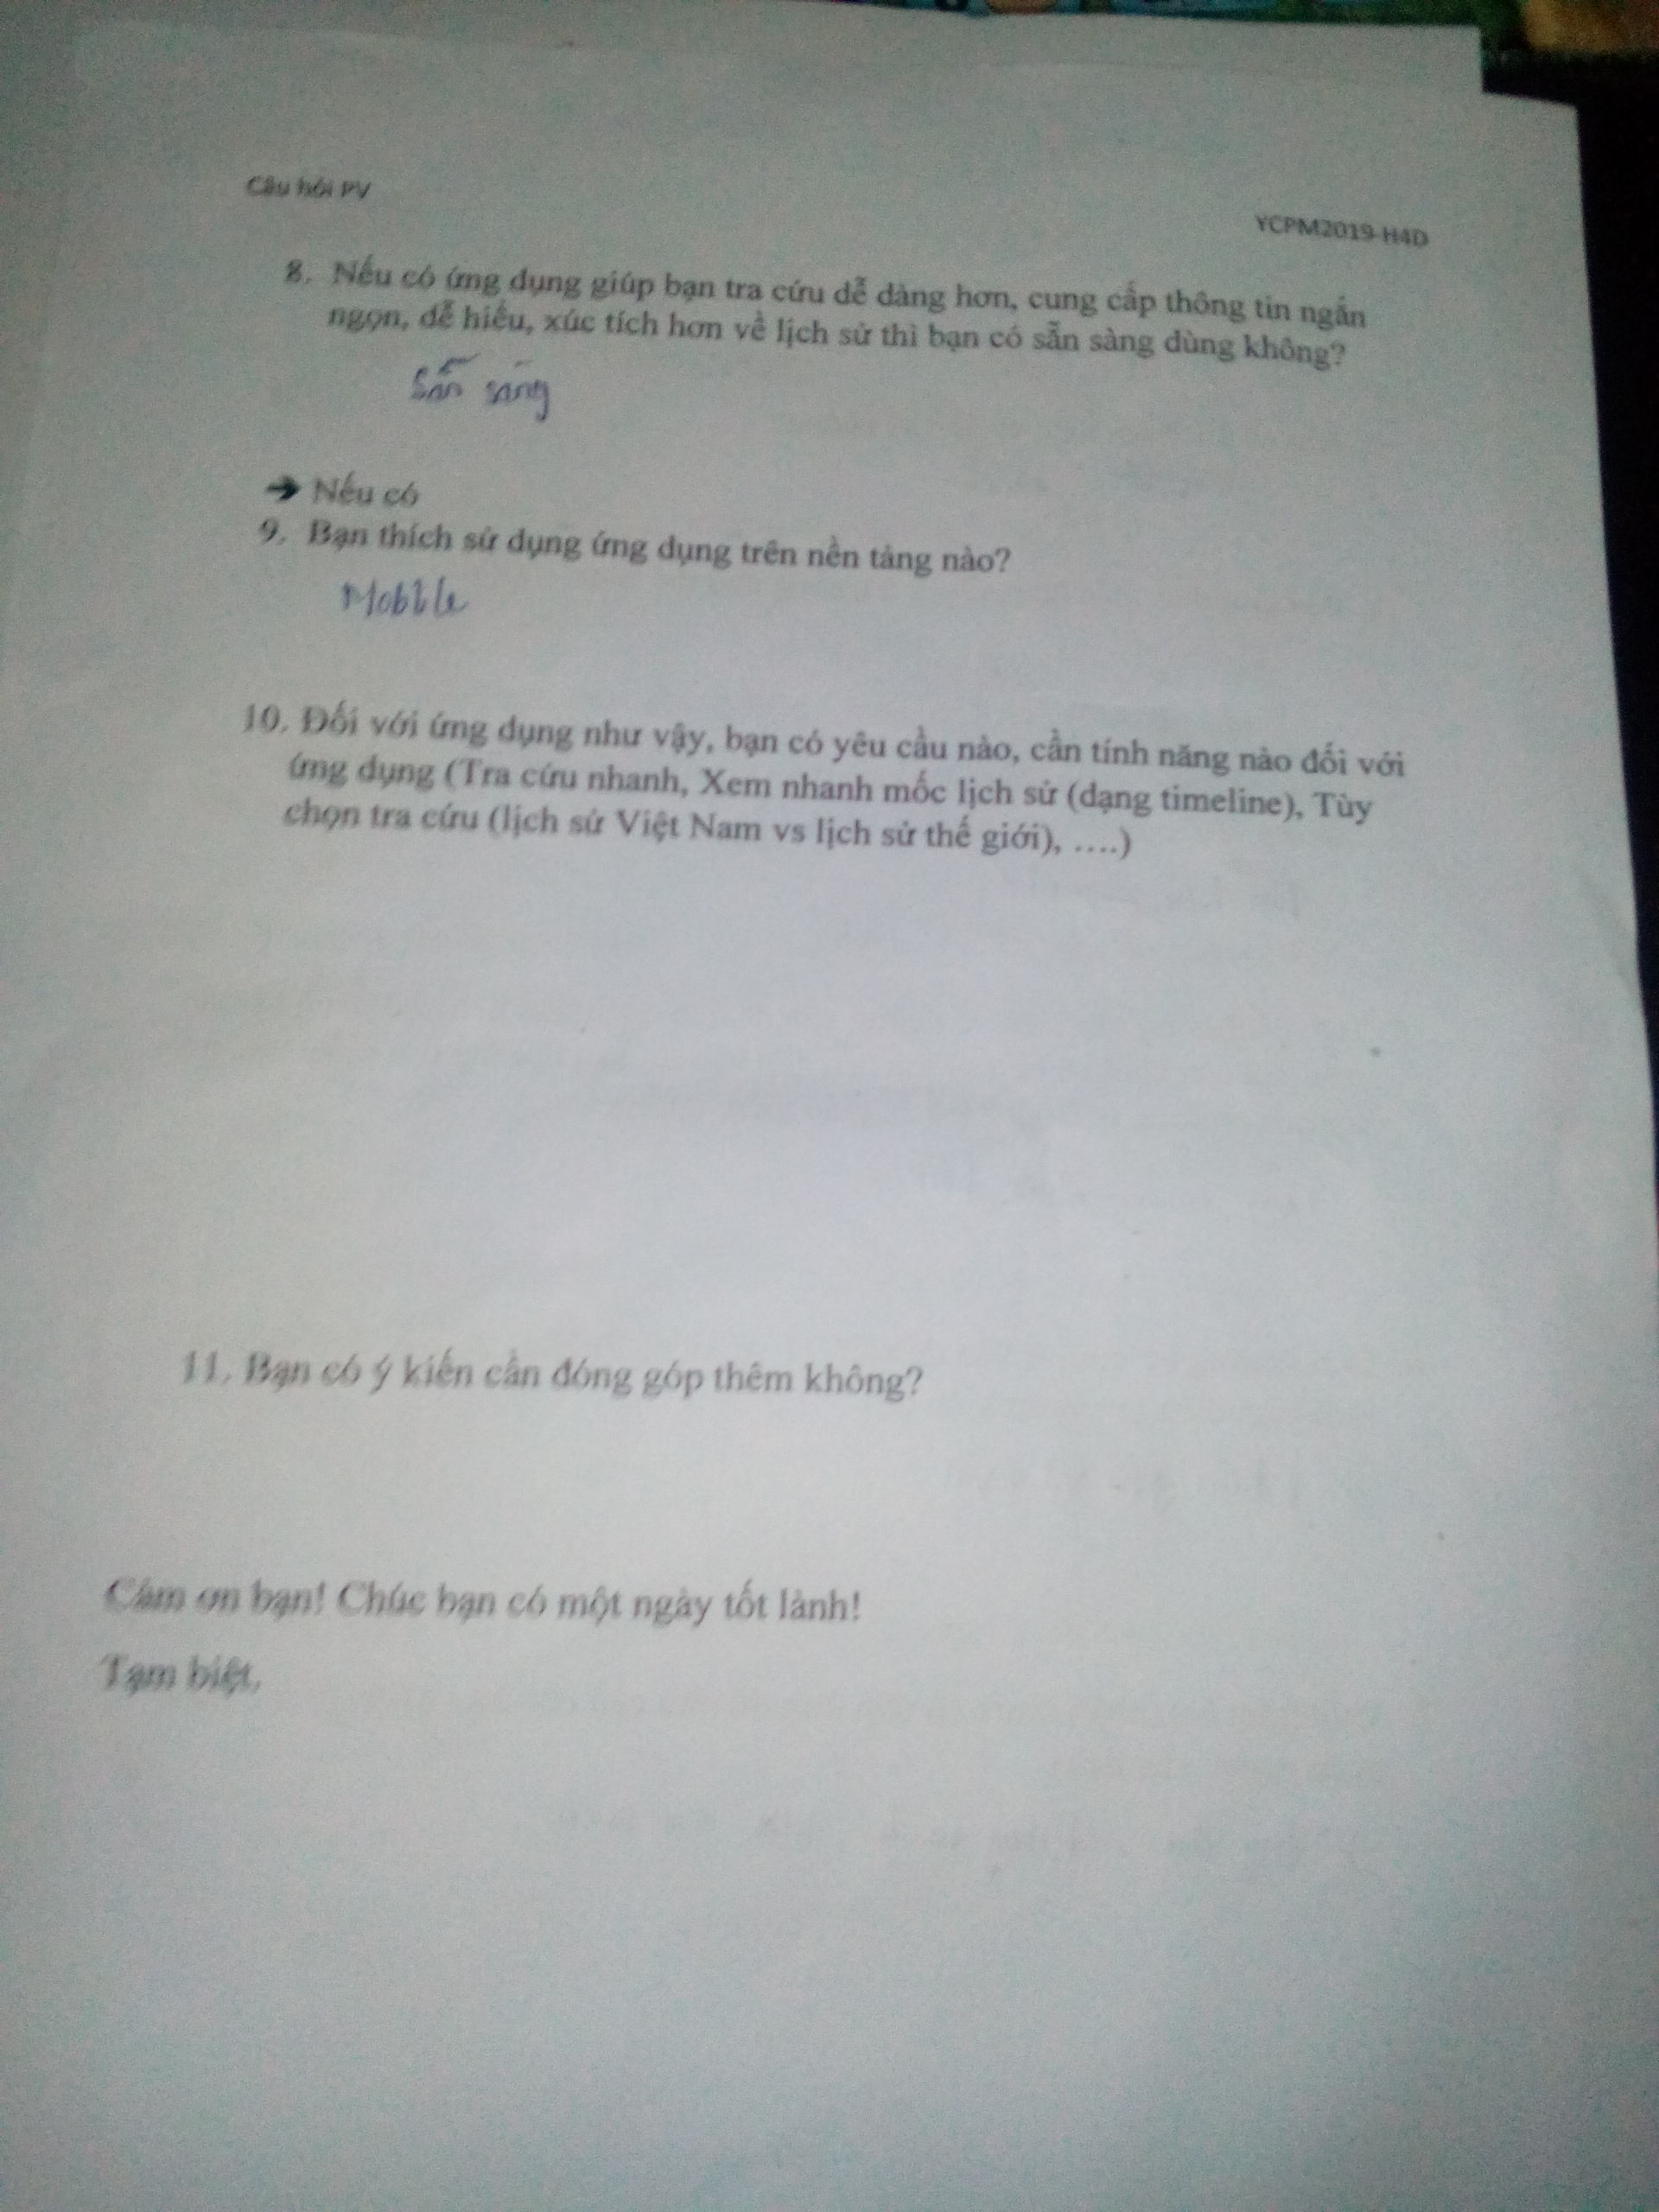 Câu hỏi PV
YCPM2019-H4D
8. Nếu có ứng dụng giúp bạn tra cứu dễ dàng hơn, cung cấp thông tin ngắn
ngọn, dễ hiểu, xúc tích hơn về lịch sử thì bạn có sẵn sàng dùng không?
Sẵn sàng
➔ Nếu có
9. Bạn thích sử dụng ứng dụng trên nền tảng nào?
Mobile
10. Đối với ứng dụng như vậy, bạn có yêu cầu nào, cần tính năng nào đối với
ứng dụng (Tra cứu nhanh, Xem nhanh mốc lịch sử (dạng timeline), Tùy
chọn tra cứu (lịch sử Việt Nam vs lịch sử thế giới), ....)
11. Bạn có ý kiến cần đóng góp thêm không?
Cám ơn bạn! Chúc bạn có một ngày tốt lành!
Tạm biệt,